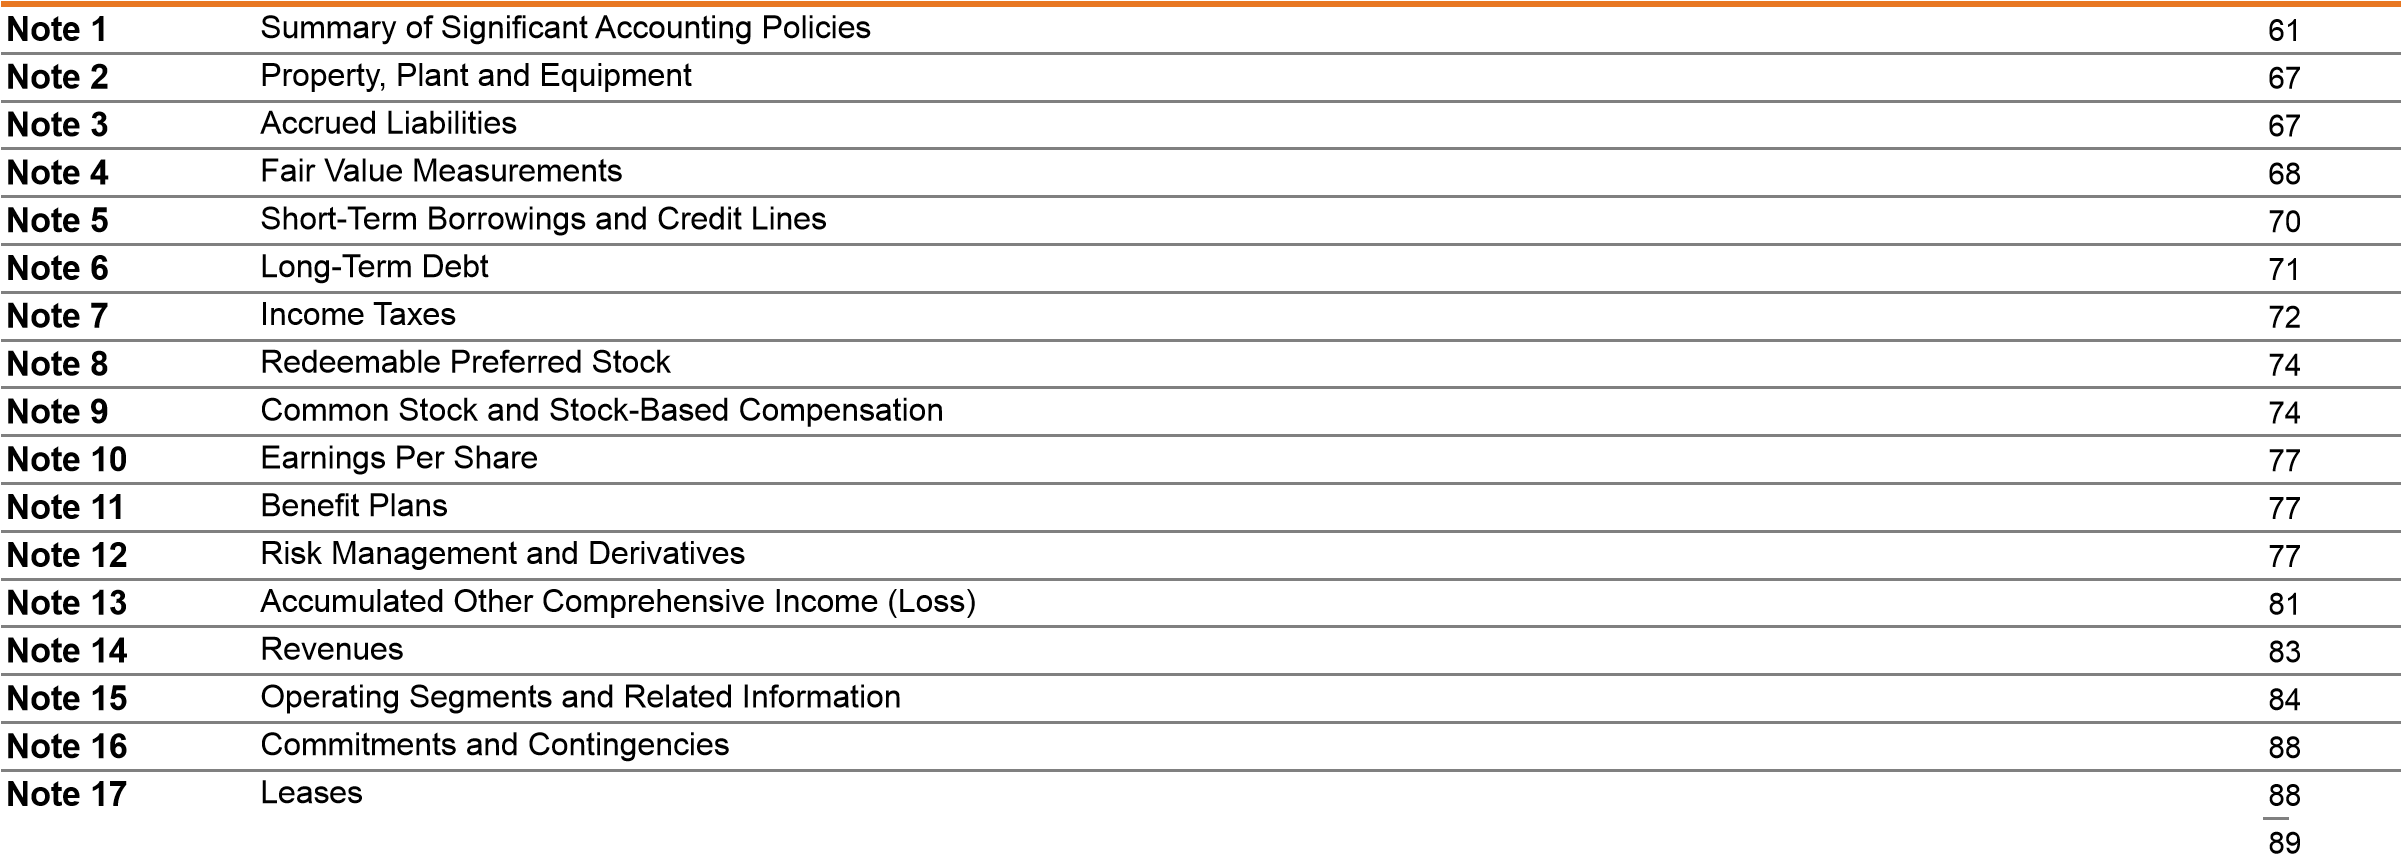 Note 1 Summary of Significant Accounting Policies 61
Note 2 Property, Plant and Equipment 67
Note 3 Accrued Liabilities 67
Note 4 Fair Value Measurements 68
Note 5 Short-Term Borrowings and Credit Lines 70
Note 6 Long-Term Debt 71
Note 7 Income Taxes 72
Note 8 Redeemable Preferred Stock 74
Note 9 Common Stock and Stock-Based Compensation 74
Note 10 Earnings Per Share 77
Note 11 Benefit Plans 77
Note 12 Risk Management and Derivatives 77
Note 13 Accumulated Other Comprehensive Income (Loss) 81
Note 14 Revenues 83
Note 15 Operating Segments and Related Information 84
Note 16 Commitments and Contingencies 88
Note 17 Leases 88
89